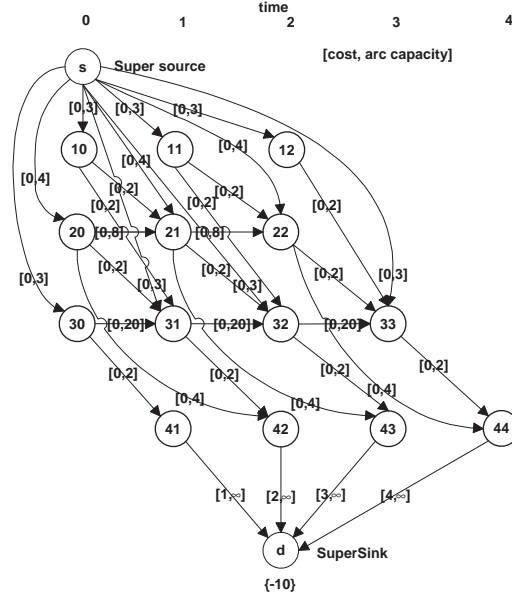 time
0 1 2 3 4
[cost, arc capacity]
s Super source
[0,3] [0,3] [0,3]
[0,4]
10 11 12
[0,4]
[0,4] [0,2] [0,2]
[0,2] [0,2] [0,2]
20 [0,8] 21 [0,8] 22
[0,2] [0,2] [0,2]
[0,3] [0,3] [0,3] [0,3]
30 [0,20] 31 [0,20] 32 [0,20] 33
[0,2] [0,2] [0,2] [0,2]
[0,4] [0,4] [0,4]
41 42 43 44
[1,∞] [2,∞] [3,∞] [4,∞]
d SuperSink
{-10}